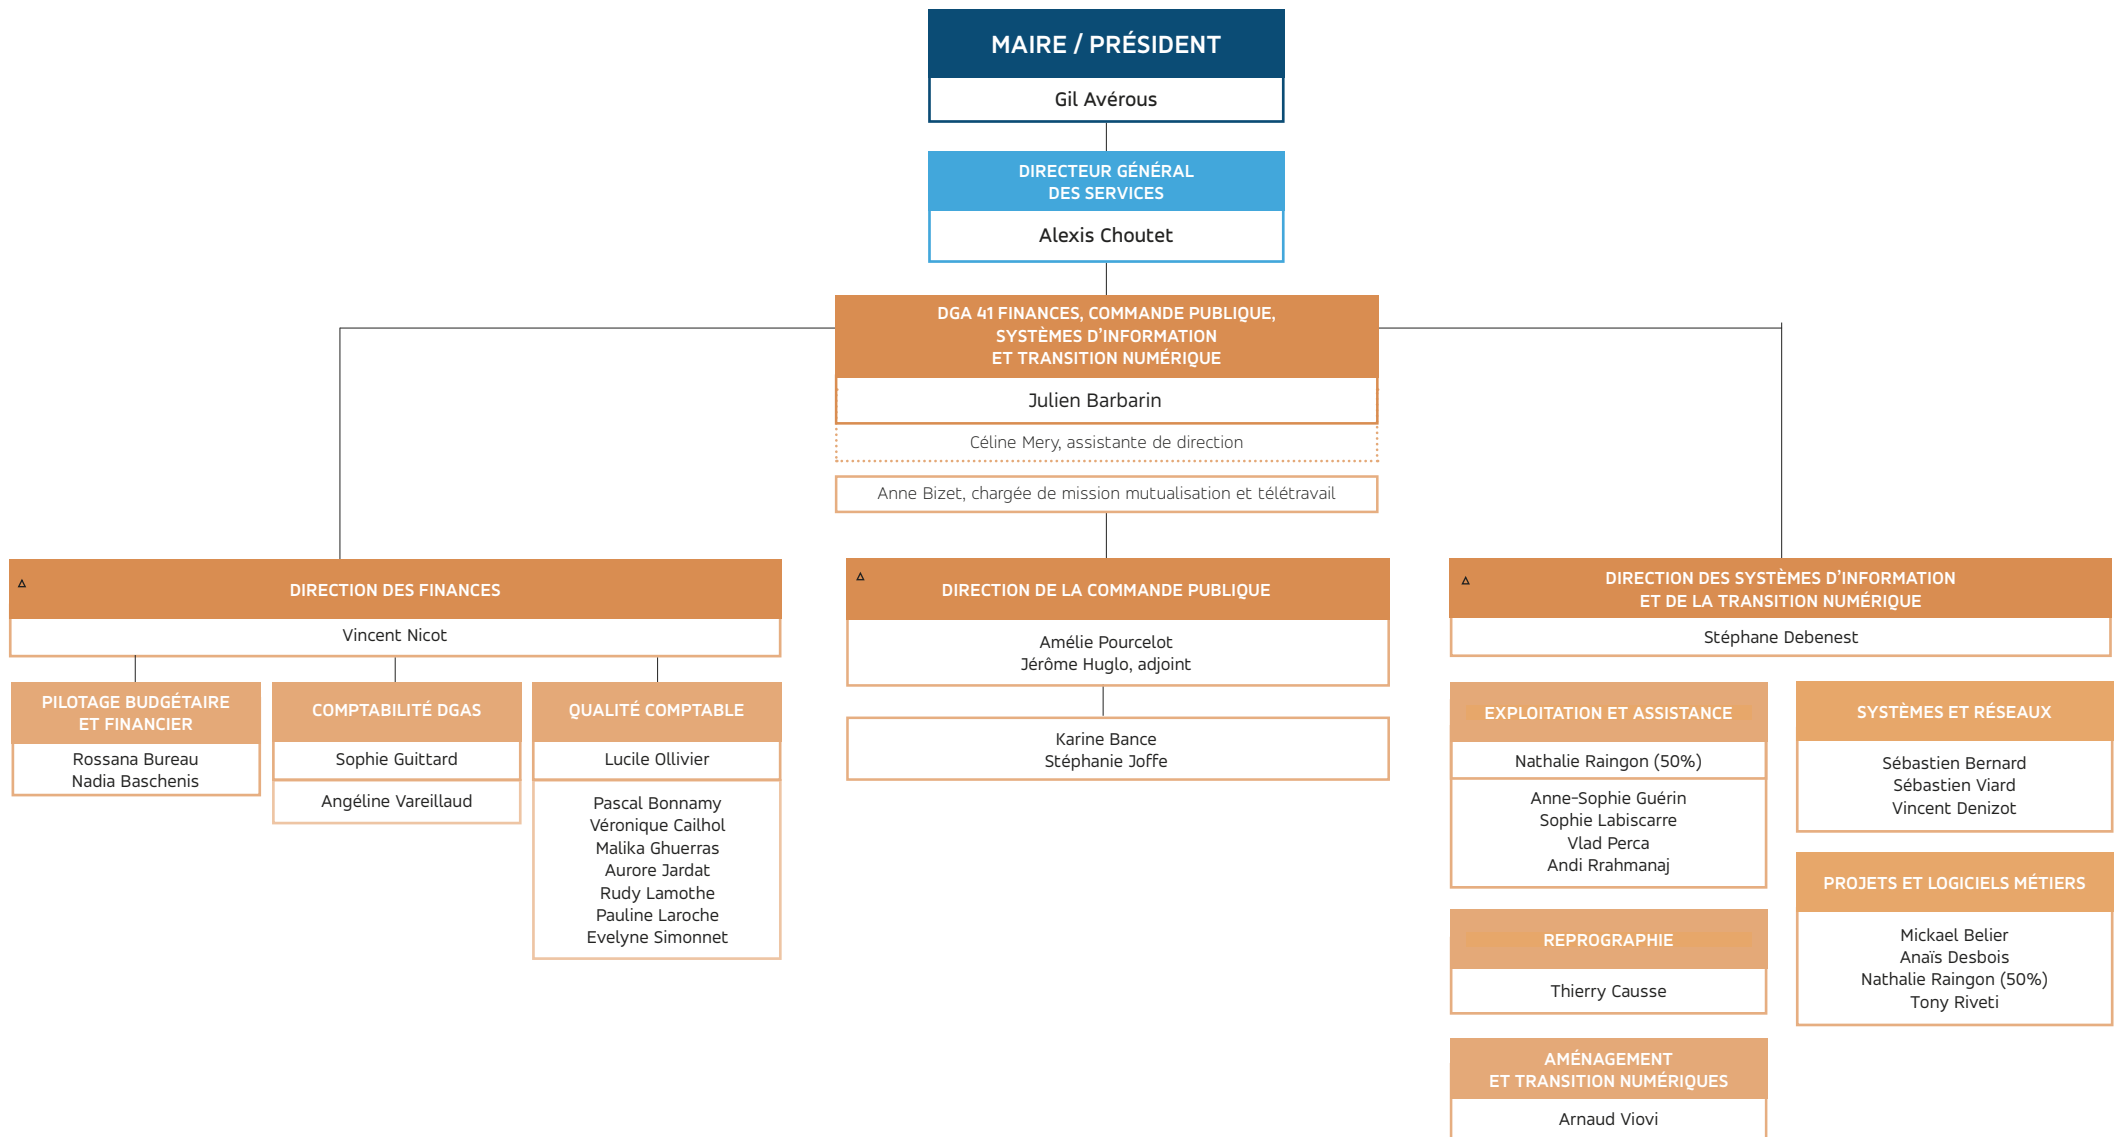 MAIRE / PRÉSIDENT
Gil Avérous
DIRECTEUR GÉNÉRAL
DES SERVICES
Alexis Choutet
DGA 41 FINANCES, COMMANDE PUBLIQUE,
SYSTÈMES D’INFORMATION
ET TRANSITION NUMÉRIQUE
Julien Barbarin
Céline Mery, assistante de direction
Anne Bizet, chargée de mission mutualisation et télétravail
DIRECTION DES FINANCES
Vincent Nicot
PILOTAGE BUDGÉTAIRE
ET FINANCIER
Rossana Bureau
Nadia Baschenis
COMPTABILITÉ DGAS
Sophie Guittard
Angéline Vareillaud
QUALITÉ COMPTABLE
Lucile Ollivier
Pascal Bonnamy
Véronique Cailhol
Malika Ghuerras
Aurore Jardat
Rudy Lamothe
Pauline Laroche
Evelyne Simonnet
DIRECTION DE LA COMMANDE PUBLIQUE
Amélie Pourcelot
Jérôme Huglo, adjoint
Karine Bance
Stéphanie Joffe
DIRECTION DES SYSTÈMES D’INFORMATION
ET DE LA TRANSITION NUMÉRIQUE
Stéphane Debenest
EXPLOITATION ET ASSISTANCE
Nathalie Raingon (50%)
Anne-Sophie Guérin
Sophie Labiscarre
Vlad Perca
Andi Rrahmanaj
REPROGRAPHIE
Thierry Causse
AMÉNAGEMENT
ET TRANSITION NUMÉRIQUES
Arnaud Viovi
SYSTÈMES ET RÉSEAUX
Sébastien Bernard
Sébastien Viard
Vincent Denizot
PROJETS ET LOGICIELS MÉTIERS
Mickael Belier
Anaïs Desbois
Nathalie Raingon (50%)
Tony Riveti